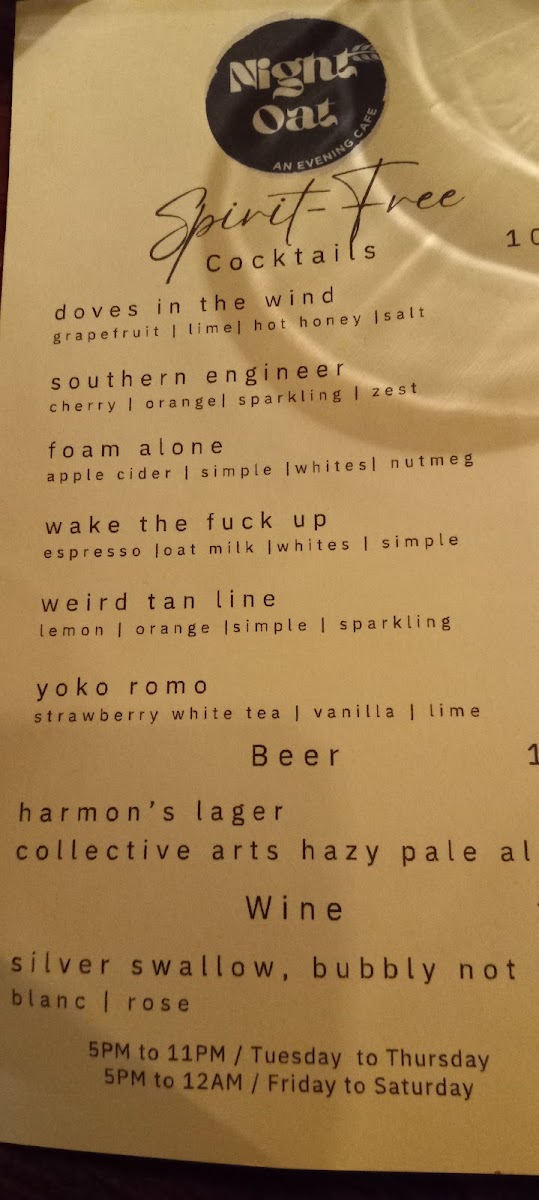 Night
Oat
AN EVENING CAFE
Spirit-Free
Cocktails
doves in the wind
grapefruit | lime| hot honey |salt
southern engineer
cherry | orange| sparkling | zest
foam alone
apple cider | simple |whites| nutmeg
wake the fuck up
espresso |oat milk |whites | simple
weird tan line
lemon | orange |simple | sparkling
yoko romo
strawberry white tea | vanilla | lime
Beer
harmon's lager
collective arts hazy pale
Wine
silver swallow, bubbly not
blanc | rose
5PM to 11PM / Tuesday to Thursday
5PM to 12AM / Friday to Saturday